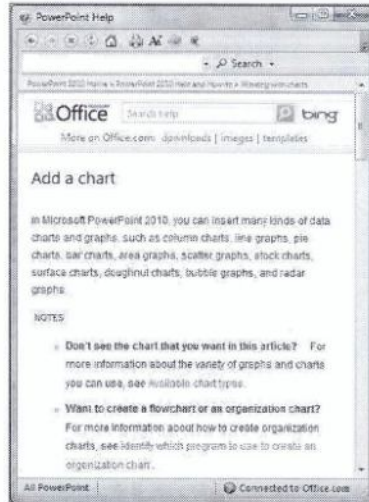 PowerPoint Help
Search
PowerPoint 2010 Home > PowerPoint 2010 Help and How-to > Working with charts
Office Search help bing
More on Office.com: downloads | images | templates
Add a chart
In Microsoft PowerPoint 2010, you can insert many kinds of data
charts and graphs, such as column charts, line graphs, pie
charts, bar charts, area graphs, scatter graphs, stock charts,
surface charts, doughnut charts, bubble graphs, and radar
graphs.
NOTES
Don't see the chart that you want in this article? For
more information about the variety of graphs and charts
you can use, see Available chart types.
Want to create a flowchart or an organization chart?
For more information about how to create organization
charts, see Identify which program to use to create an
organization chart.
All PowerPoint Connected to Office.com